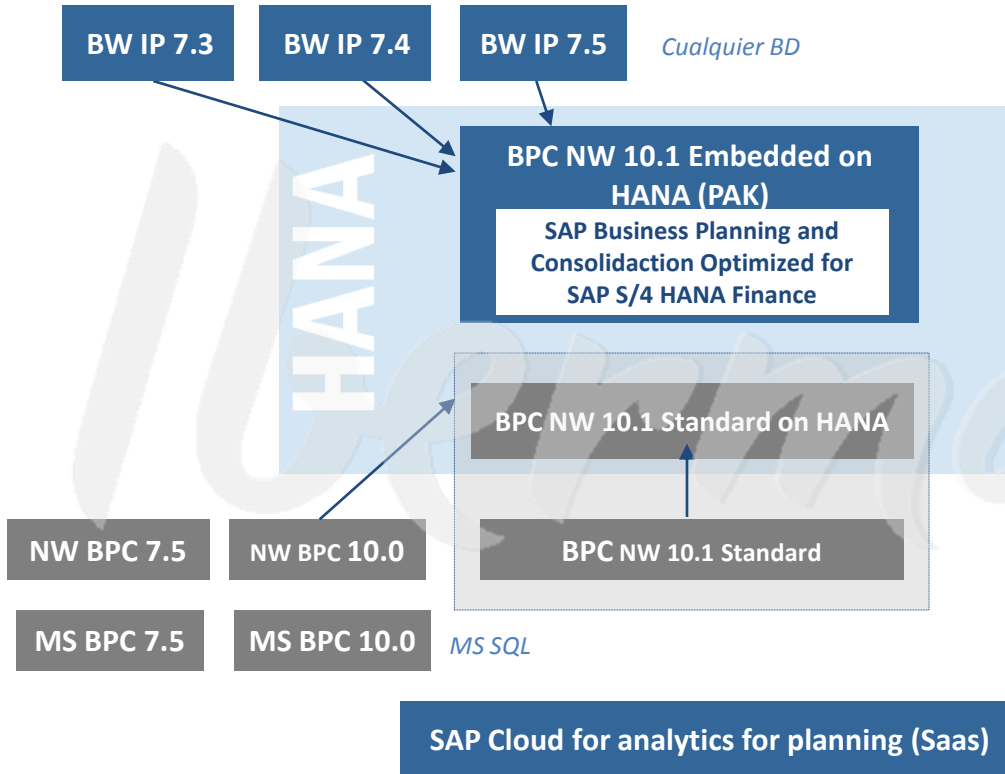 BW IP 7.3
BW IP 7.4
BW IP 7.5
Cualquier BD
HANA
BPC NW 10.1 Embedded on
HANA (PAK)
SAP Business Planning and
Consolidaction Optimized for
SAP S/4 HANA Finance
BPC NW 10.1 Standard on HANA
NW BPC 7.5
NW BPC 10.0
BPC NW 10.1 Standard
MS BPC 7.5
MS BPC 10.0
MS SQL
SAP Cloud for analytics for planning (Saas)